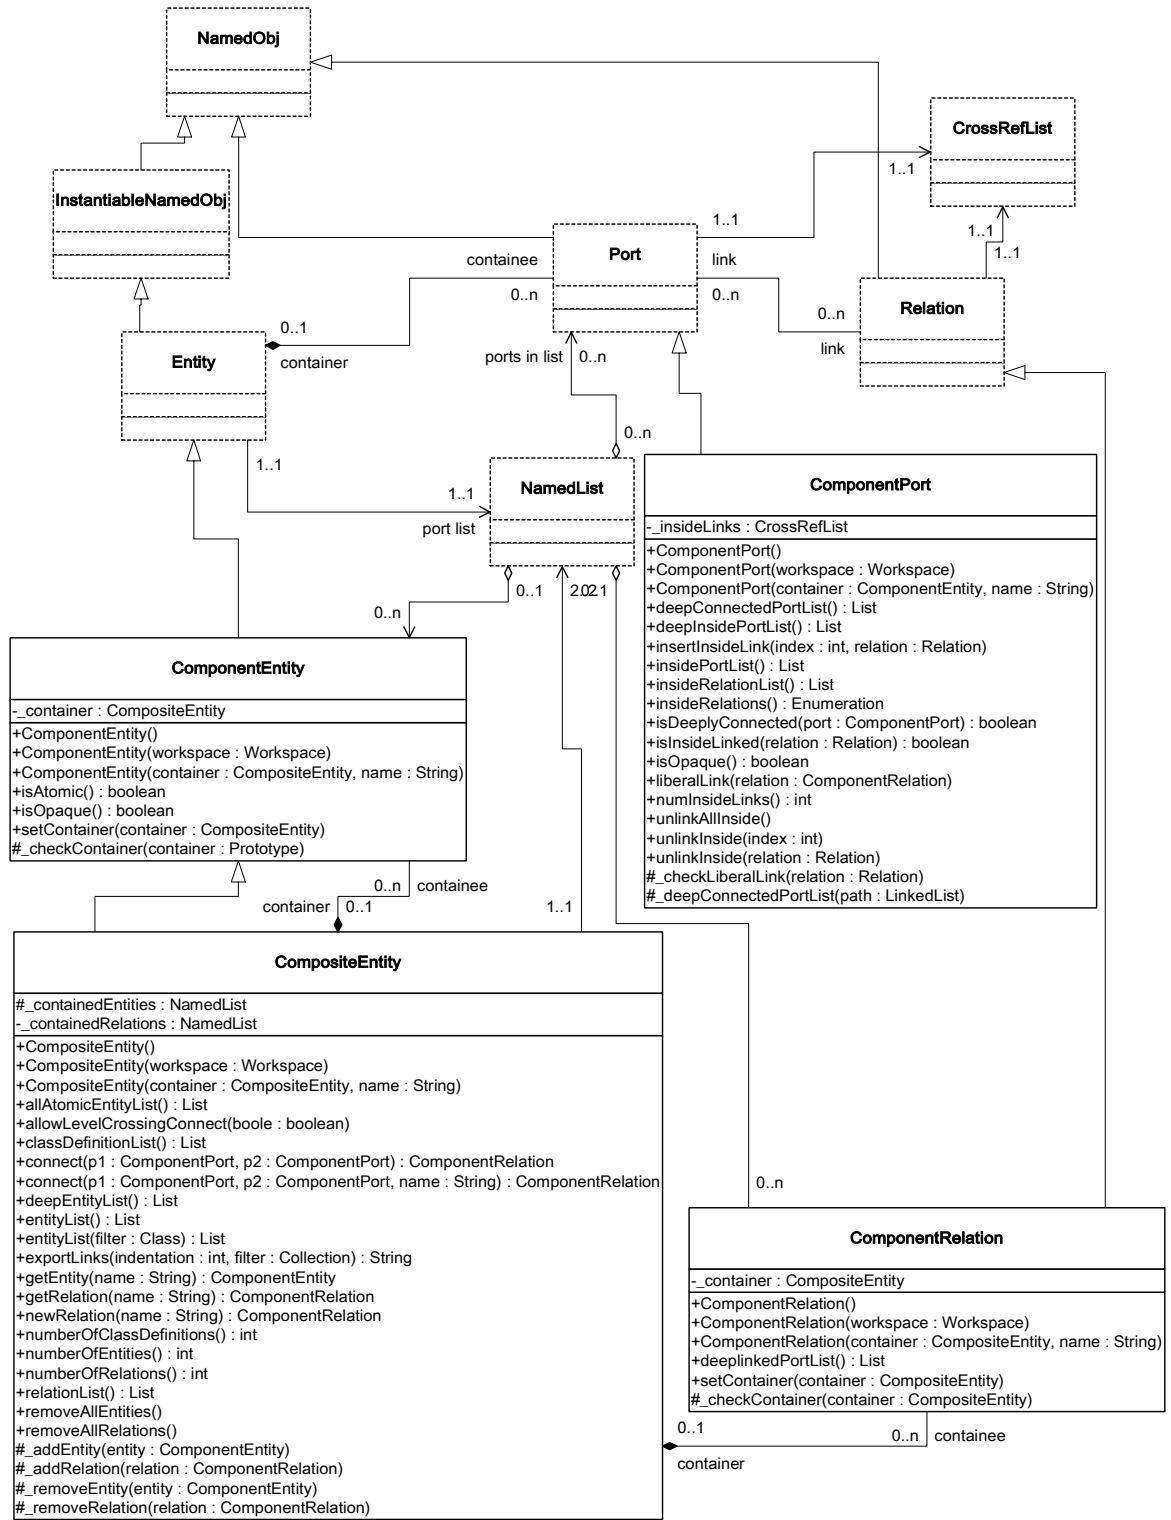 NamedObj
CrossRefList
1..1
InstantiableNamedObj
1..1
1..1
1..1
Port
containee
link
0..n
0..n
Relation
0..n
link
0..1
container
Entity
ports in list
0..n
0..n
1..1
1..1
port list
NamedList
0..1
0..n
ComponentPort
-_insideLinks : CrossRefList
+ComponentPort()
+ComponentPort(workspace : Workspace)
+ComponentPort(container : ComponentEntity, name : String)
+deepConnectedPortList() : List
+deepInsidePortList() : List
+insertInsideLink(index : int, relation : Relation)
+insidePortList() : List
+insideRelationList() : List
+insideRelations() : Enumeration
+isDeeplyConnected(port : ComponentPort) : boolean
+isInsideLinked(relation : Relation) : boolean
+isOpaque() : boolean
+liberalLink(relation : ComponentRelation)
+numInsideLinks() : int
+unlinkAllInside()
+unlinkInside(index : int)
+unlinkInside(relation : Relation)
#_checkLiberalLink(relation : Relation)
#_deepConnectedPortList(path : LinkedList)
ComponentEntity
-_container : CompositeEntity
+ComponentEntity()
+ComponentEntity(workspace : Workspace)
+ComponentEntity(container : CompositeEntity, name : String)
+isAtomic() : boolean
+isOpaque() : boolean
+setContainer(container : CompositeEntity)
#_checkContainer(container : Prototype)
0..n
containee
container
0..1
1..1
CompositeEntity
#_containedEntities : NamedList
-_containedRelations : NamedList
+CompositeEntity()
+CompositeEntity(workspace : Workspace)
+CompositeEntity(container : CompositeEntity, name : String)
+allAtomicEntityList() : List
+allowLevelCrossingConnect(boole : boolean)
+classDefinitionList() : List
+connect(p1 : ComponentPort, p2 : ComponentPort) : ComponentRelation
+connect(p1 : ComponentPort, p2 : ComponentPort, name : String) : ComponentRelation
+deepEntityList() : List
+entityList() : List
+entityList(filter : Class) : List
+exportLinks(indentation : int, filter : Collection) : String
+getEntity(name : String) : ComponentEntity
+getRelation(name : String) : ComponentRelation
+newRelation(name : String) : ComponentRelation
+numberOfClassDefinitions() : int
+numberOfEntities() : int
+numberOfRelations() : int
+relationList() : List
+removeAllEntities()
+removeAllRelations()
#_addEntity(entity : ComponentEntity)
#_addRelation(relation : ComponentRelation)
#_removeEntity(entity : ComponentEntity)
#_removeRelation(relation : ComponentRelation)
0..n
ComponentRelation
-_container : CompositeEntity
+ComponentRelation()
+ComponentRelation(workspace : Workspace)
+ComponentRelation(container : CompositeEntity, name : String)
+deeplinkedPortList() : List
+setContainer(container : CompositeEntity)
#_checkContainer(container : CompositeEntity)
0..1
container
0..n
containee